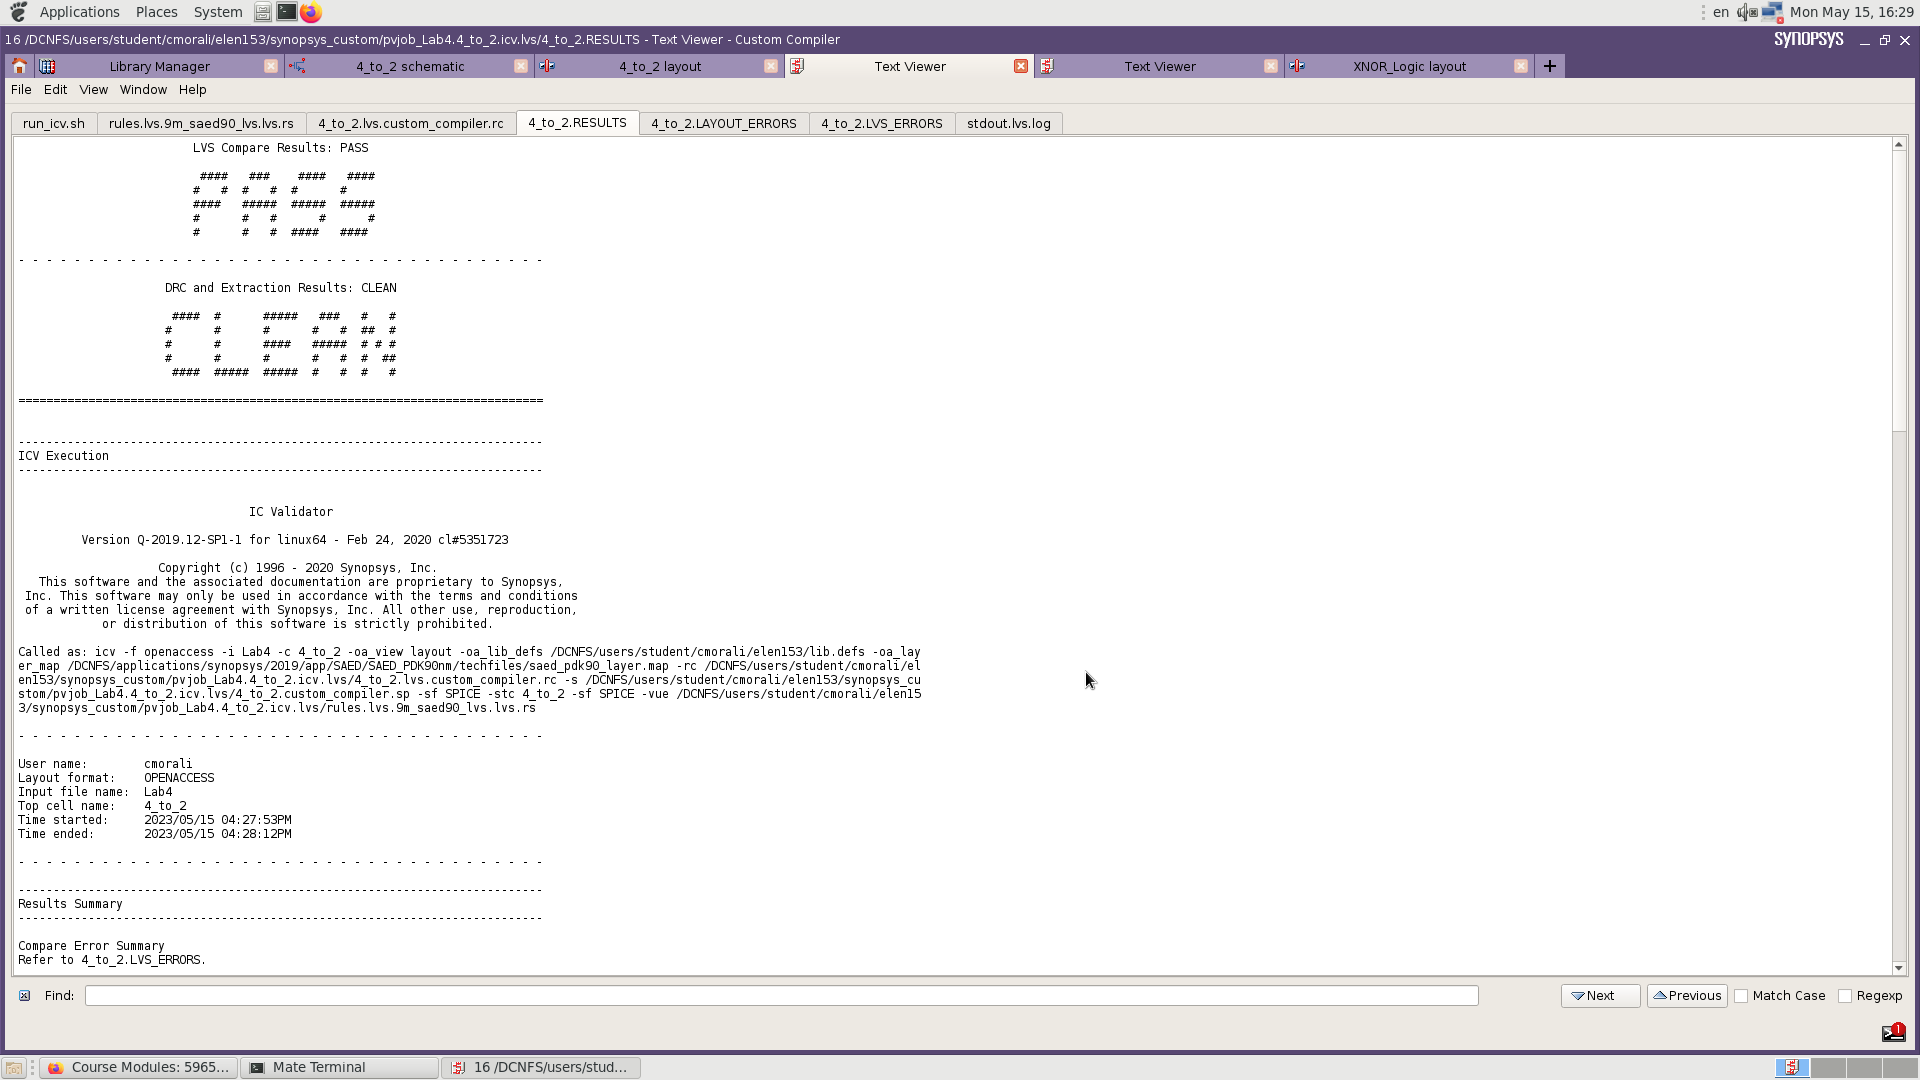 Applications Places System en Mon May 15, 16:29
16 /DCNFS/users/student/cmorali/elen153/synopsys_custom/pvjob_Lab4.4_to_2.icv.lvs/4_to_2.RESULTS - Text Viewer - Custom Compiler SYNOPSYS
Library Manager 4_to_2 schematic 4_to_2 layout Text Viewer Text Viewer XNOR_Logic layout
File Edit View Window Help
run_icv.sh rules.lvs.9m_saed90_lvs.lvs.rs 4_to_2.lvs.custom_compiler.rc 4_to_2.RESULTS 4_to_2.LAYOUT_ERRORS 4_to_2.LVS_ERRORS stdout.lvs.log
LVS Compare Results: PASS
PASS
- - - - - - - - - - - - - - - - - - - - - - - - - - - - - - - - - - - - - -
DRC and Extraction Results: CLEAN
CLEAN
===========================================================================
---------------------------------------------------------------------------
ICV Execution
---------------------------------------------------------------------------
IC Validator
Version Q-2019.12-SP1-1 for linux64 - Feb 24, 2020 cl#5351723
Copyright (c) 1996 - 2020 Synopsys, Inc.
This software and the associated documentation are proprietary to Synopsys,
Inc. This software may only be used in accordance with the terms and conditions
of a written license agreement with Synopsys, Inc. All other use, reproduction,
or distribution of this software is strictly prohibited.
Called as: icv -f openaccess -i Lab4 -c 4_to_2 -oa_view layout -oa_lib_defs /DCNFS/users/student/cmorali/elen153/lib.defs -oa_lay
er_map /DCNFS/applications/synopsys/2019/app/SAED/SAED_PDK90nm/techfiles/saed_pdk90_layer.map -rc /DCNFS/users/student/cmorali/el
en153/synopsys_custom/pvjob_Lab4.4_to_2.icv.lvs/4_to_2.lvs.custom_compiler.rc -s /DCNFS/users/student/cmorali/elen153/synopsys_cu
stom/pvjob_Lab4.4_to_2.icv.lvs/4_to_2.custom_compiler.sp -sf SPICE -stc 4_to_2 -sf SPICE -vue /DCNFS/users/student/cmorali/elen15
3/synopsys_custom/pvjob_Lab4.4_to_2.icv.lvs/rules.lvs.9m_saed90_lvs.lvs.rs
- - - - - - - - - - - - - - - - - - - - - - - - - - - - - - - - - - - - - -
User name: cmorali
Layout format: OPENACCESS
Input file name: Lab4
Top cell name: 4_to_2
Time started: 2023/05/15 04:27:53PM
Time ended: 2023/05/15 04:28:12PM
- - - - - - - - - - - - - - - - - - - - - - - - - - - - - - - - - - - - - -
---------------------------------------------------------------------------
Results Summary
---------------------------------------------------------------------------
Compare Error Summary
Refer to 4_to_2.LVS_ERRORS.
Find: Next Previous Match Case Regexp
1
Course Modules: 5965... Mate Terminal 16 /DCNFS/users/stud...